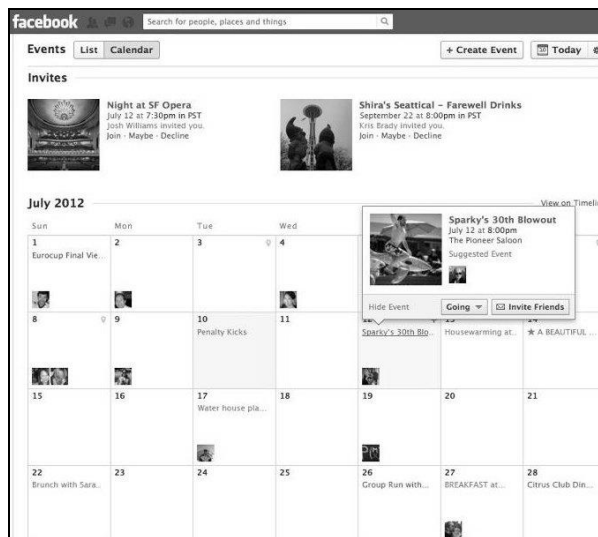 facebook
Search for people, places and things
Events List Calendar + Create Event Today
Invites
Night at SF Opera
July 12 at 7:30pm in PST
Josh Williams invited you.
Join · Maybe · Decline
Shira's Seattical – Farewell Drinks
September 22 at 8:00pm in PST
Kris Brady invited you.
Join · Maybe · Decline
July 2012
View on Timeli
Sparky's 30th Blowout
July 12 at 8:00pm
The Pioneer Saloon
Suggested Event
Hide Event Going Invite Friends
Sun Mon Tue Wed
1 2 3 4
Eurocup Final Vie...
8 9 10 11
Penalty Kicks
Sparky's 30th Blo... Housewarming at... ★ A BEAUTIFUL ...
15 16 17 18 19 20 21
Water house pla...
22 23 24 25 26 27 28
Brunch with Sara... Group Run with... BREAKFAST at... Citrus Club Din...